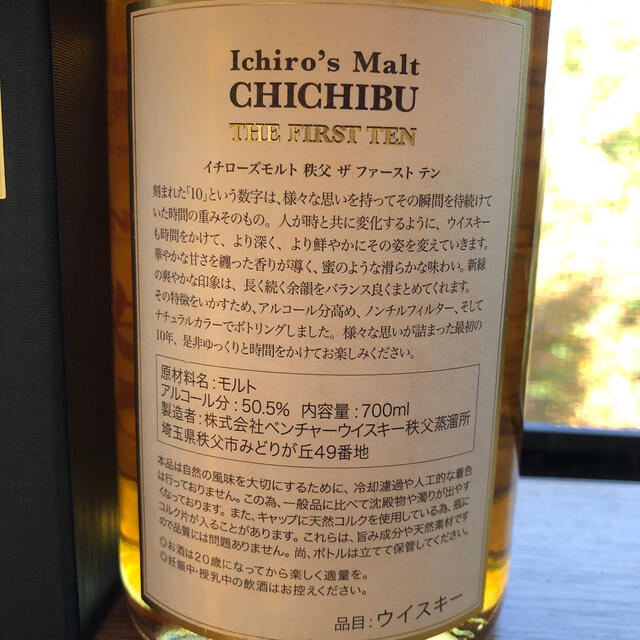 Ichiro's Malt
CHICHIBU
THE FIRST TEN
イチローズモルト 秩父 ザ ファースト テン
刻まれた「10」という数字は、様々な思いを持ってその瞬間を待続けて
いた時間の重みそのもの。人が時と共に変化するように、ウイスキー
も時間をかけて、より深く、より鮮やかにその姿を変えていきます。
華やかな甘さを纏った香りが導く、蜜のような滑らかな味わい。新緑
の爽やかな印象は、長く続く余韻をバランス良くまとめてくれます。
その特徴をいかすため、アルコール分高め、ノンチルフィルター、そして
ナチュラルカラーでボトリングしました。様々な思いが詰まった最初の
10年、是非ゆっくりと時間をかけてお楽しみください。
原材料名：モルト
アルコール分：50.5% 内容量：700ml
製造者：株式会社ベンチャーウイスキー秩父蒸溜所
埼玉県秩父市みどりが丘49番地
本品は自然の風味を大切にするために、冷却濾過や人工的な着色
は行っておりません。この為、一般品に比べて沈殿物や濁りが出やす
くなっております。また、キャップに天然コルクを使用している為、瓶に
コルク片が入ることがあります。これらは、旨み成分や天然素材です
ので品質には問題ありません。尚、ボトルは立てて保管してください。
◎お酒は20歳になってから楽しく適量を。
◎妊娠中・授乳中の飲酒はお控えください。
品目：ウイスキー